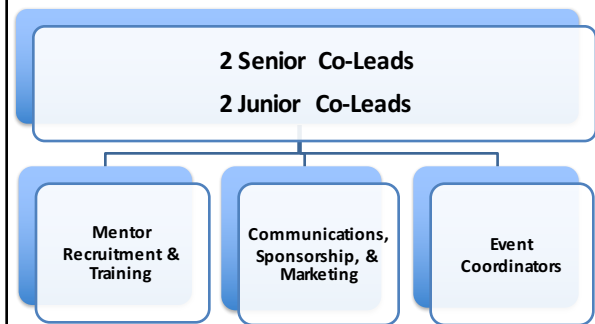 2 Senior Co-Leads
2 Junior Co-Leads
Mentor
Recruitment &
Training
Communications,
Sponsorship, &
Marketing
Event
Coordinators